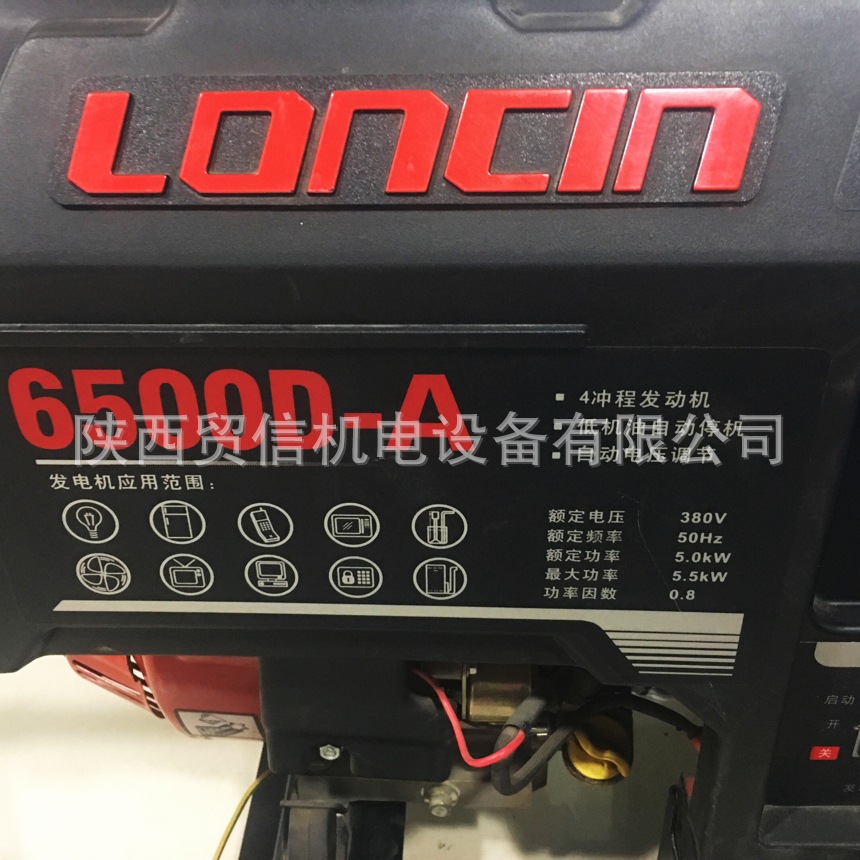 LONCIN
6500D-A
陕西贸信机电设备有限公司
▪ 4冲程发动机
▪ 低机油自动停机
▪ 自动电压调节
发电机应用范围：
额定电压 380V
额定频率 50Hz
额定功率 5.0kW
最大功率 5.5kW
功率因数 0.8
启动
开
关